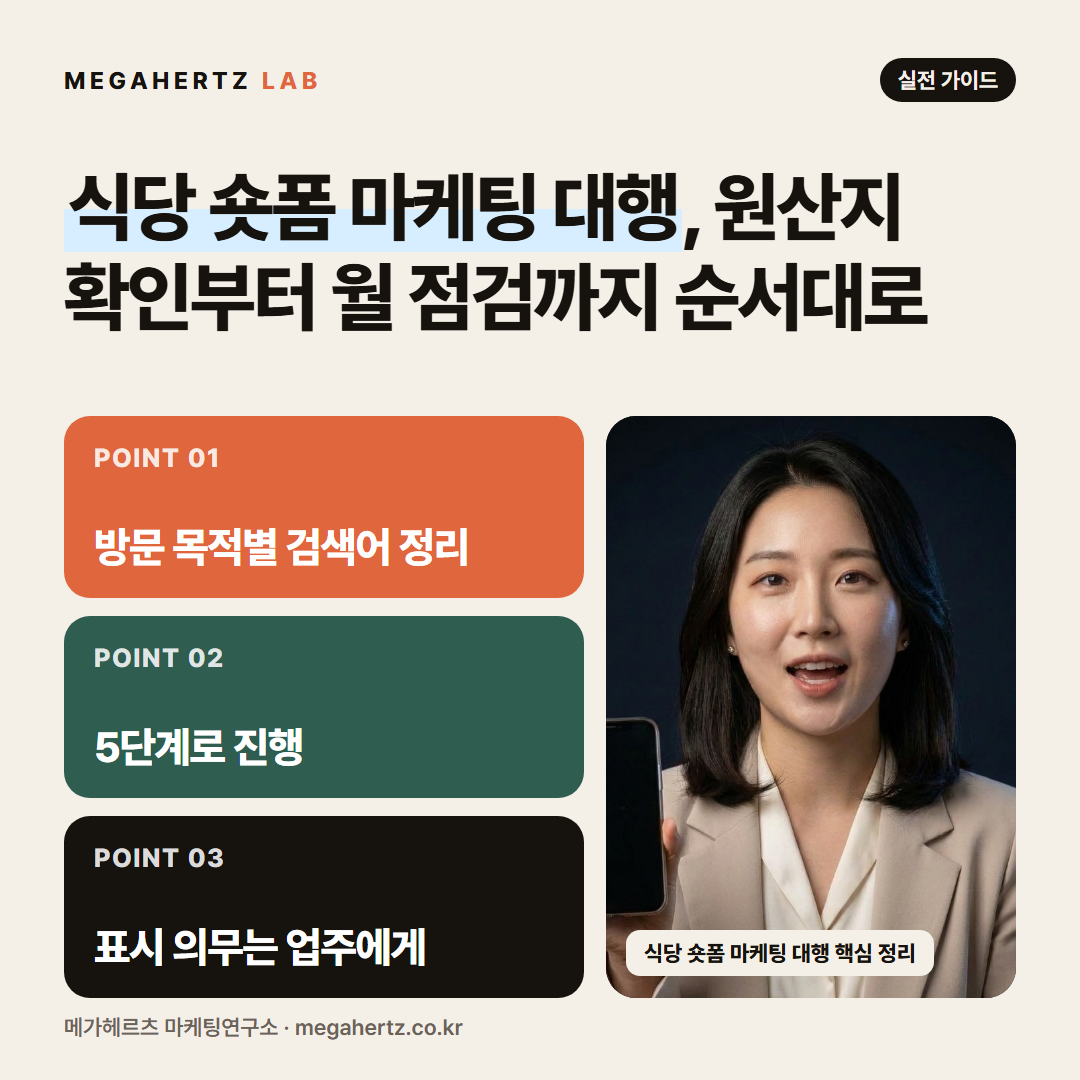 MEGAHERTZ LAB
실전 가이드
식당 숏폼 마케팅 대행, 원산지
확인부터 월 점검까지 순서대로
POINT 01
방문 목적별 검색어 정리
POINT 02
5단계로 진행
POINT 03
표시 의무는 업주에게
식당 숏폼 마케팅 대행 핵심 정리
메가헤르츠 마케팅연구소 · megahertz.co.kr